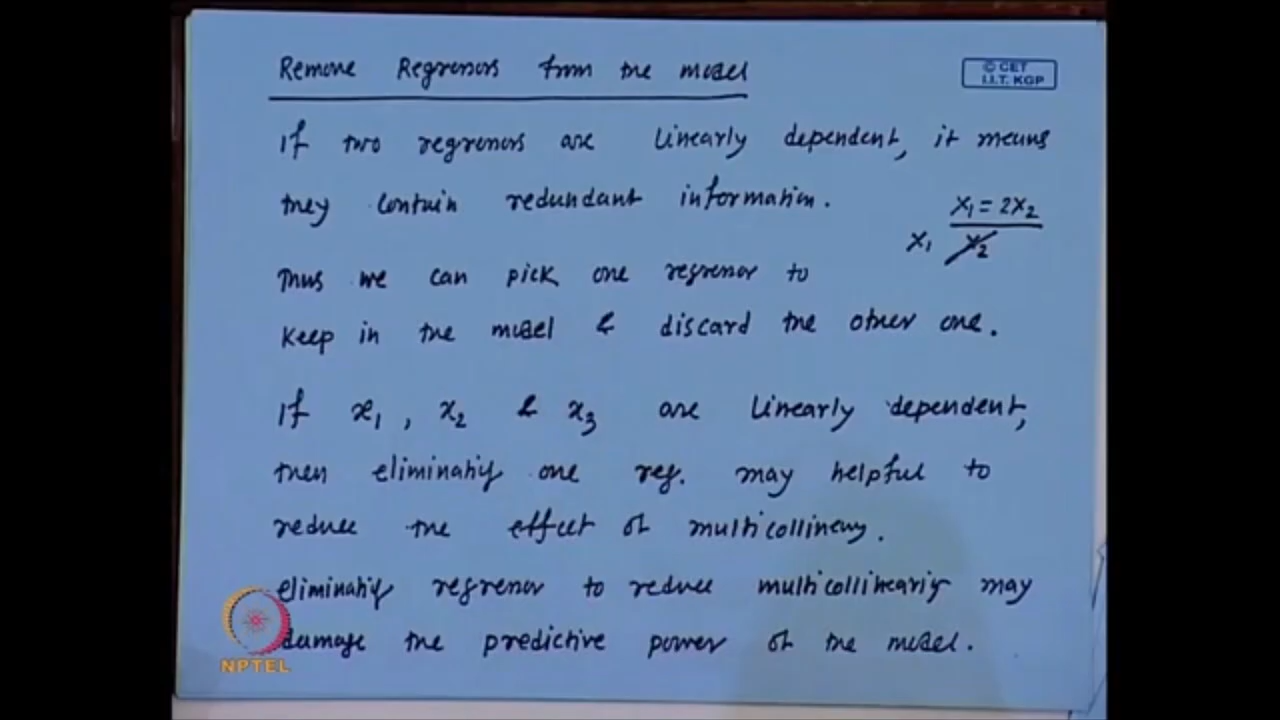 Remove Regressors from the model
© CET
I.I.T. KGP
If two regressors are linearly dependent, it means
they contain redundant information.
X₁ = 2X₂
X₁ X₂
Thus we can pick one regressor to
keep in the model & discard the other one.
If x₁, x₂ & x₃ are linearly dependent,
then eliminatig one reg. may helpful to
reduce the effect of multicollineary.
eliminatig regressor to reduce multicollinearity may
damage the predictive power of the model.
NPTEL